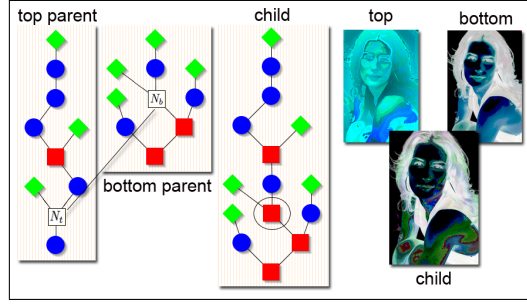 top parent
child
top
bottom
N_b
bottom parent
N_t
child